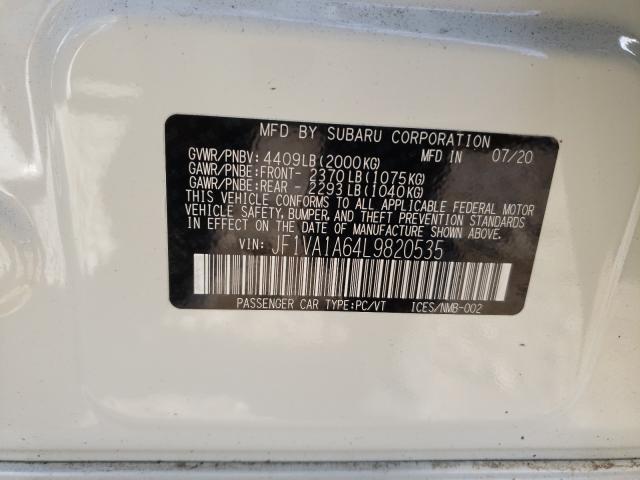 MFD BY SUBARU CORPORATION
GVWR/PNBV: 4409LB(2000KG) MFD IN 07/20
GAWR/PNBE:FRONT- 2370LB(1075KG)
GAWR/PNBE:REAR - 2293LB(1040KG)
THIS VEHICLE CONFORMS TO ALL APPLICABLE FEDERAL MOTOR
VEHICLE SAFETY, BUMPER, AND THEFT PREVENTION STANDARDS
IN EFFECT ON THE DATE OF MANUFACTURE SHOWN ABOVE.
VIN: JF1VA1A64L9820535
PASSENGER CAR TYPE:PC/VT ICES/NMB-002